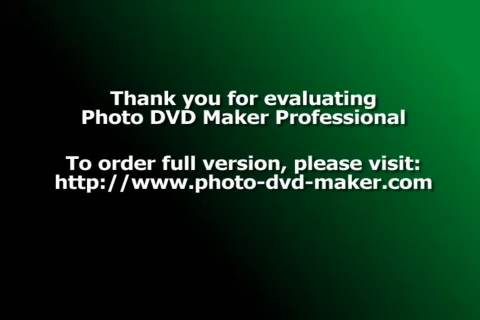 Thank you for evaluating
Photo DVD Maker Professional
To order full version, please visit:
http://www.photo-dvd-maker.com